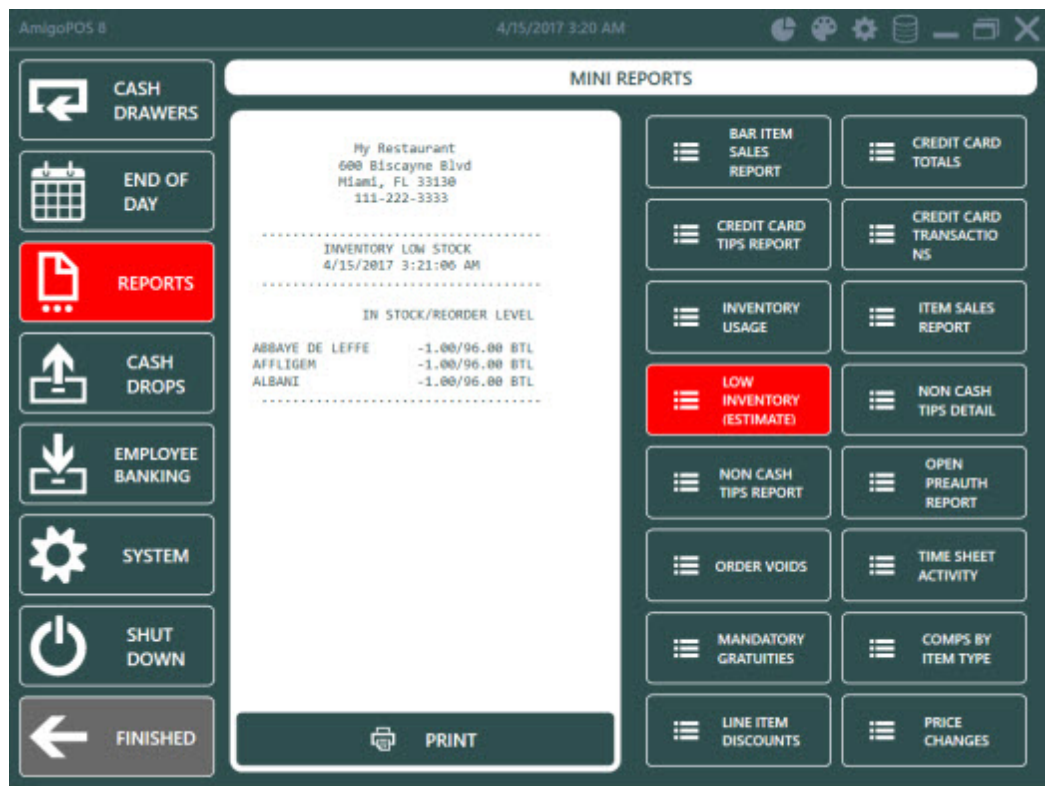 AmigoPOS 8
4/15/2017 3:20 AM
CASH
DRAWERS
END OF
DAY
REPORTS
CASH
DROPS
EMPLOYEE
BANKING
SYSTEM
SHUT
DOWN
FINISHED
MINI REPORTS
My Restaurant
600 Biscayne Blvd
Miami, FL 33130
111-222-3333
INVENTORY LOW STOCK
4/15/2017 3:21:06 AM
IN STOCK/REORDER LEVEL
ABBAYE DE LEFFE -1.00/96.00 BTL
AFFLIGEM -1.00/96.00 BTL
ALBANI -1.00/96.00 BTL
PRINT
BAR ITEM
SALES
REPORT
CREDIT CARD
TOTALS
CREDIT CARD
TIPS REPORT
CREDIT CARD
TRANSACTIO
NS
INVENTORY
USAGE
ITEM SALES
REPORT
LOW
INVENTORY
(ESTIMATE)
NON CASH
TIPS DETAIL
NON CASH
TIPS REPORT
OPEN
PREAUTH
REPORT
ORDER VOIDS
TIME SHEET
ACTIVITY
MANDATORY
GRATUITIES
COMPS BY
ITEM TYPE
LINE ITEM
DISCOUNTS
PRICE
CHANGES